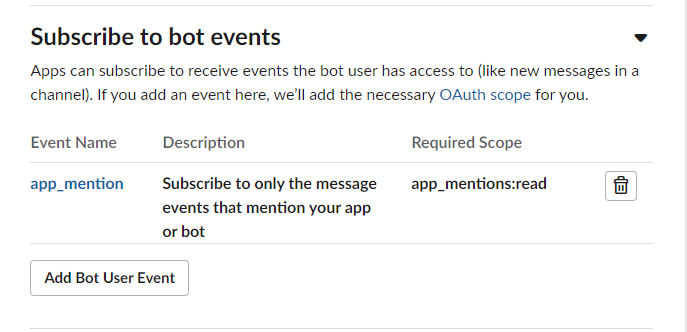 Subscribe to bot events
Apps can subscribe to receive events the bot user has access to (like new messages in a
channel). If you add an event here, we’ll add the necessary OAuth scope for you.
Event Name Description Required Scope
app_mention Subscribe to only the message app_mentions:read
events that mention your app
or bot
Add Bot User Event